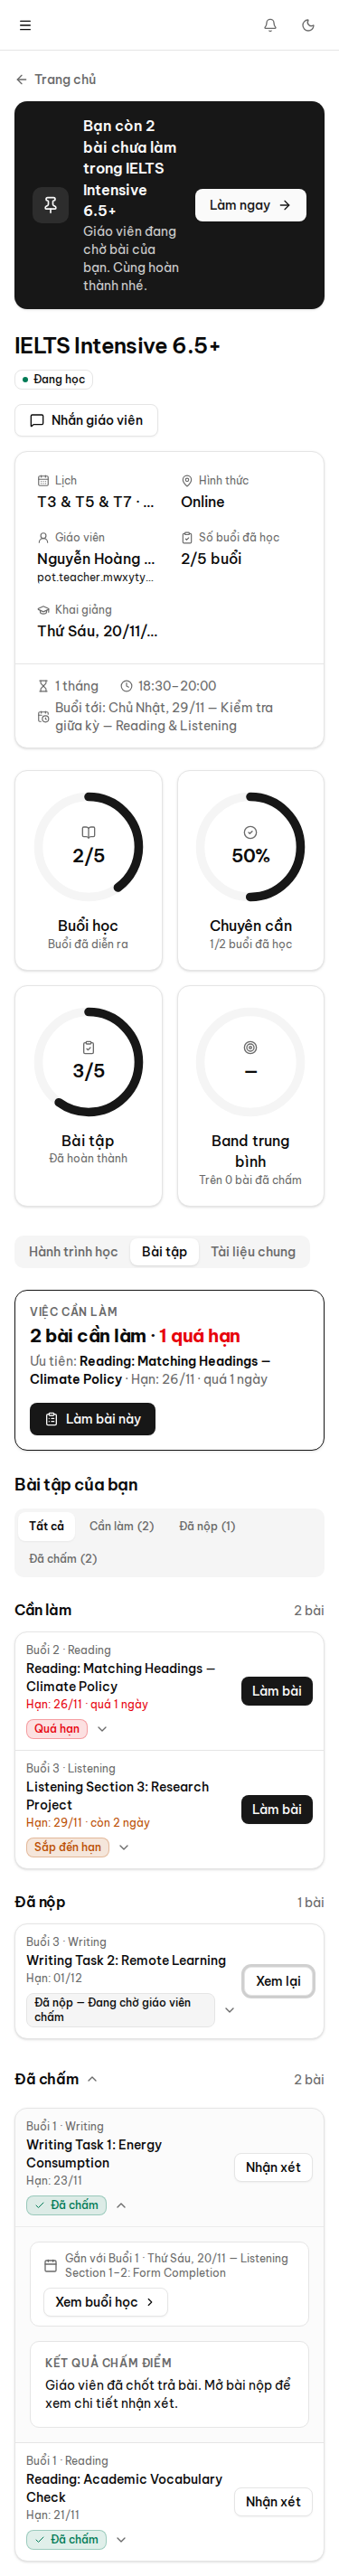 Trang chủ
Bạn còn 2
bài chưa làm
trong IELTS
Intensive
6.5+
Giáo viên đang
chờ bài của
bạn. Cùng hoàn
thành nhé.
Làm ngay →
IELTS Intensive 6.5+
Đang học
Nhắn giáo viên
Lịch
T3 & T5 & T7 · ...
Hình thức
Online
Giáo viên
Nguyễn Hoàng ...
pot.teacher.mwxyty...
Số buổi đã học
2/5 buổi
Khai giảng
Thứ Sáu, 20/11/...
1 tháng
18:30–20:00
Buổi tới: Chủ Nhật, 29/11 — Kiểm tra
giữa kỳ — Reading & Listening
2/5
Buổi học
Buổi đã diễn ra
50%
Chuyên cần
1/2 buổi đã học
3/5
Bài tập
Đã hoàn thành
—
Band trung
bình
Trên 0 bài đã chấm
Hành trình học
Bài tập
Tài liệu chung
VIỆC CẦN LÀM
2 bài cần làm · 1 quá hạn
Ưu tiên: Reading: Matching Headings —
Climate Policy · Hạn: 26/11 · quá 1 ngày
Làm bài này
Bài tập của bạn
Tất cả
Cần làm (2)
Đã nộp (1)
Đã chấm (2)
Cần làm
2 bài
Buổi 2 · Reading
Reading: Matching Headings —
Climate Policy
Hạn: 26/11 · quá 1 ngày
Quá hạn
Làm bài
Buổi 3 · Listening
Listening Section 3: Research
Project
Hạn: 29/11 · còn 2 ngày
Sắp đến hạn
Làm bài
Đã nộp
1 bài
Buổi 3 · Writing
Writing Task 2: Remote Learning
Hạn: 01/12
Đã nộp — Đang chờ giáo viên
chấm
Xem lại
Đã chấm
2 bài
Buổi 1 · Writing
Writing Task 1: Energy
Consumption
Hạn: 23/11
Đã chấm
Nhận xét
Gắn với Buổi 1 · Thứ Sáu, 20/11 — Listening
Section 1–2: Form Completion
Xem buổi học
KẾT QUẢ CHẤM ĐIỂM
Giáo viên đã chốt trả bài. Mở bài nộp để
xem chi tiết nhận xét.
Buổi 1 · Reading
Reading: Academic Vocabulary
Check
Hạn: 21/11
Đã chấm
Nhận xét